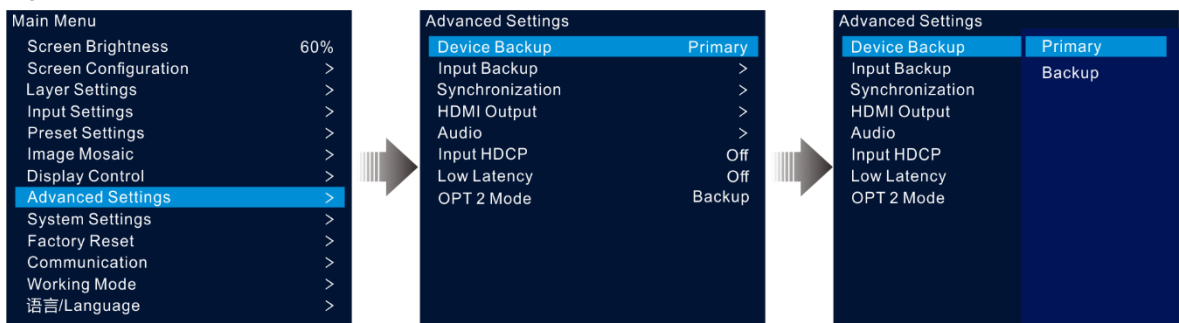 Main Menu
Screen Brightness 60%
Screen Configuration >
Layer Settings >
Input Settings >
Preset Settings >
Image Mosaic >
Display Control >
Advanced Settings >
System Settings >
Factory Reset >
Communication >
Working Mode >
语言/Language >
Advanced Settings
Device Backup Primary
Input Backup >
Synchronization >
HDMI Output >
Audio >
Input HDCP Off
Low Latency Off
OPT 2 Mode Backup
Advanced Settings
Device Backup Primary
Input Backup Backup
Synchronization
HDMI Output
Audio
Input HDCP
Low Latency
OPT 2 Mode